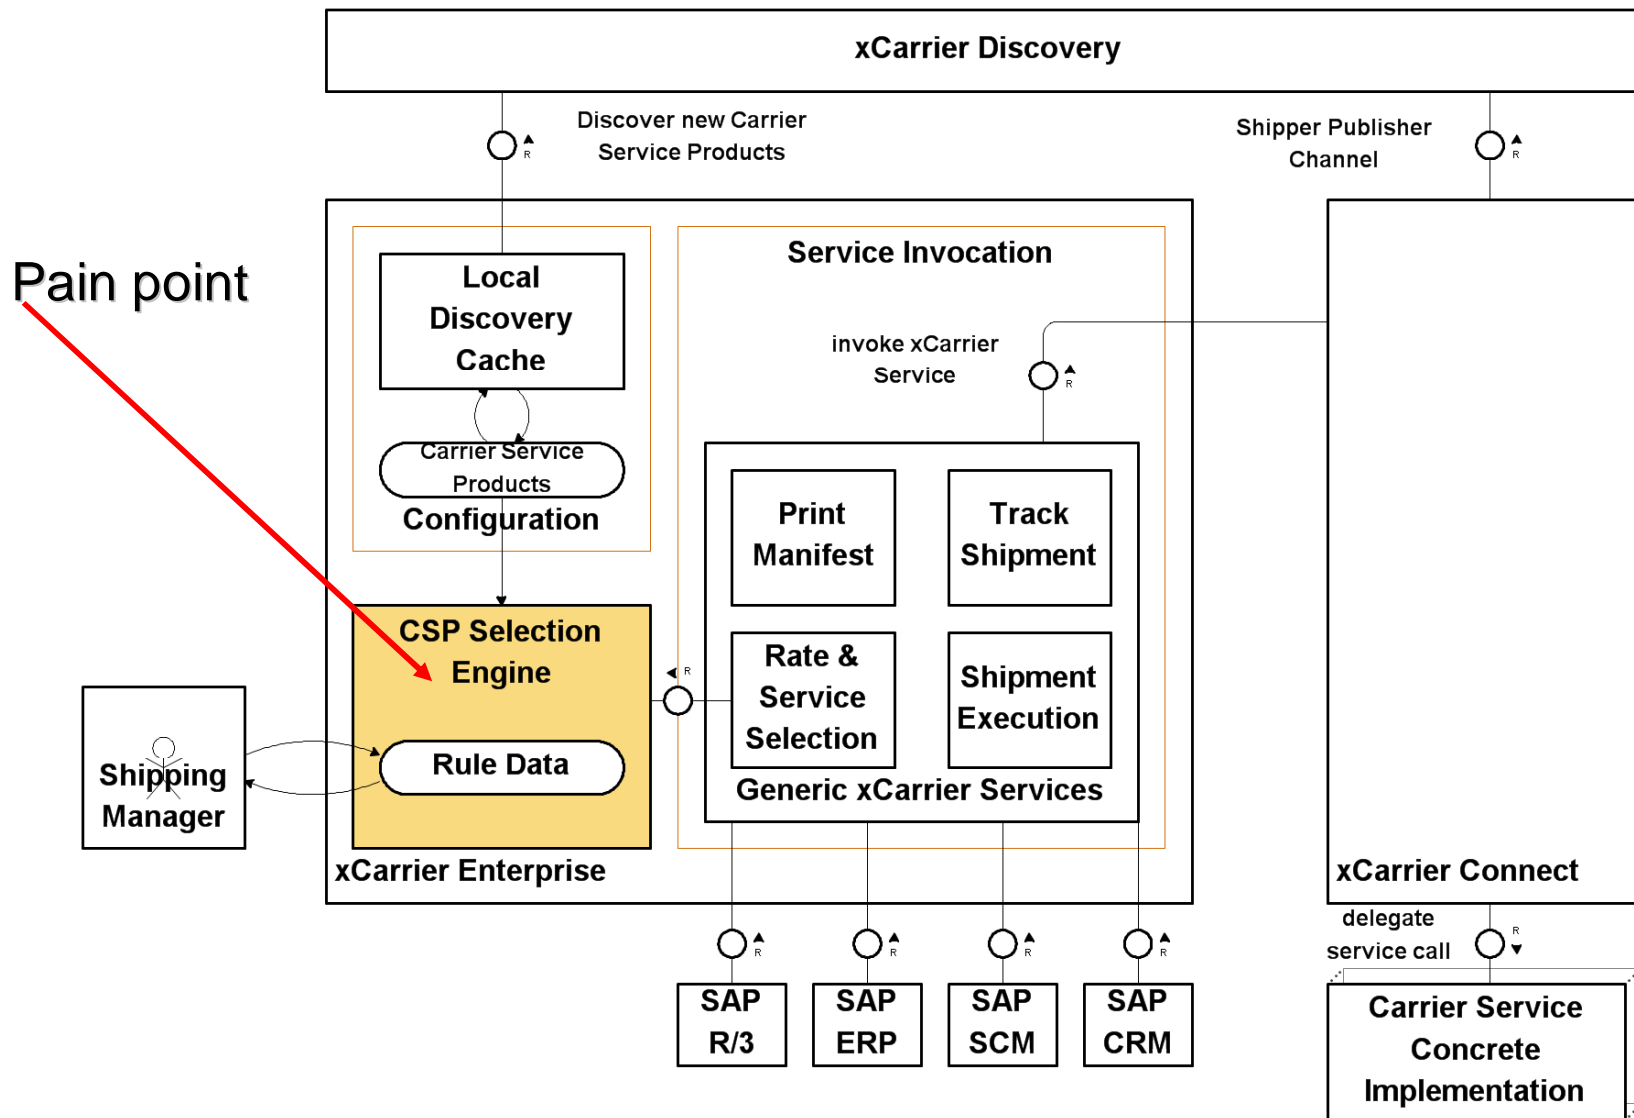 xCarrier Discovery
Discover new Carrier
Service Products
R
Shipper Publisher
Channel
R
Pain point
Local
Discovery
Cache
Carrier Service
Products
Configuration
Service Invocation
invoke xCarrier
Service
R
Print
Manifest
Track
Shipment
CSP Selection
Engine
Rule Data
R
Rate &
Service
Selection
Shipment
Execution
Generic xCarrier Services
Shipping
Manager
xCarrier Enterprise
xCarrier Connect
delegate
service call
R
R
R
R
R
SAP
R/3
SAP
ERP
SAP
SCM
SAP
CRM
Carrier Service
Concrete
Implementation